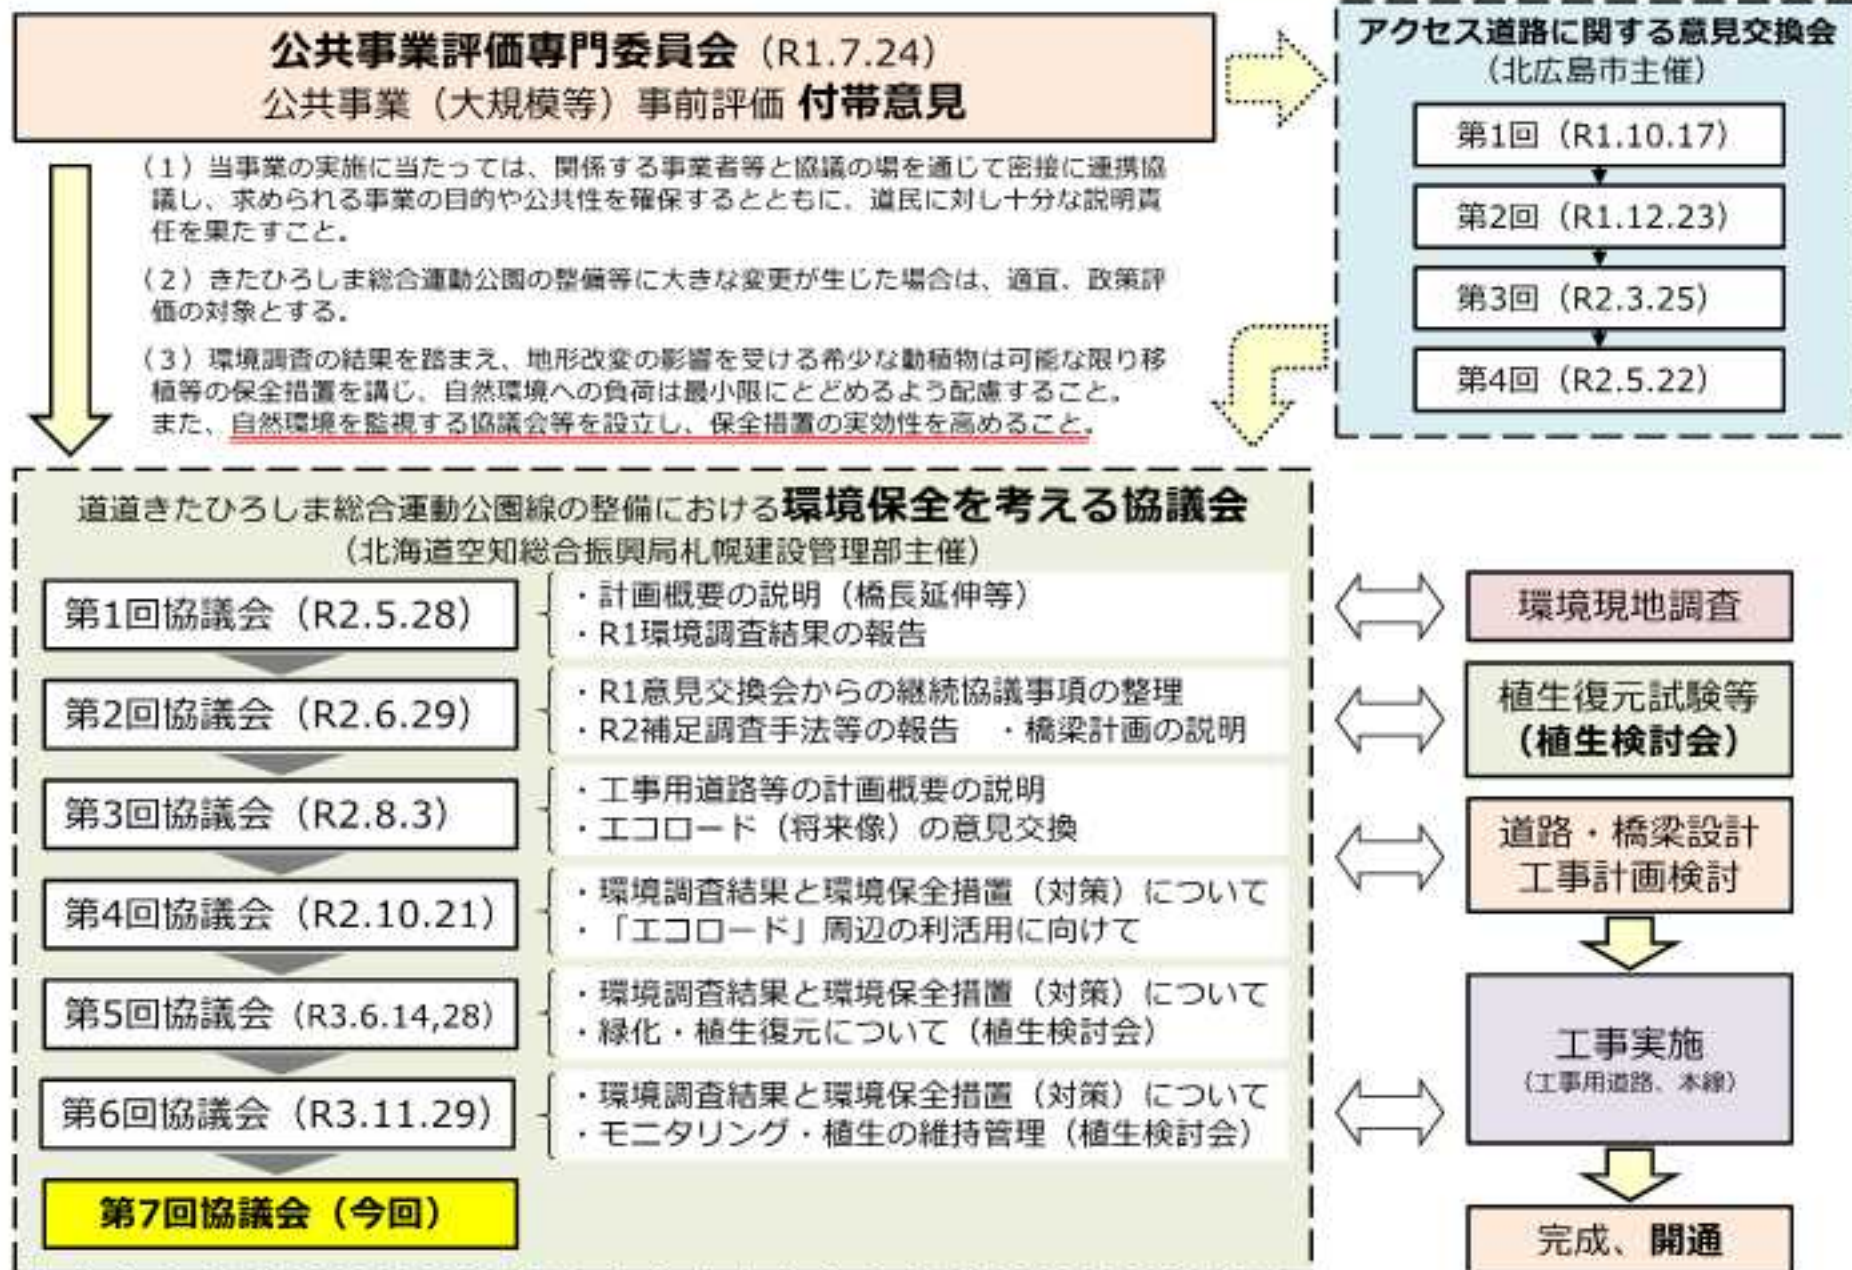 公共事業評価専門委員会（R1.7.24）
公共事業（大規模等）事前評価 付帯意見
（1）当事業の実施に当たっては、関係する事業者等と協議の場を通じて密接に連携協
議し、求められる事業の目的や公共性を確保するとともに、道民に対し十分な説明責
任を果たすこと。
（2）きたひろしま総合運動公園の整備等に大きな変更が生じた場合は、適宜、政策評
価の対象とする。
（3）環境調査の結果を踏まえ、地形改変の影響を受ける希少な動植物は可能な限り移
植等の保全措置を講じ、自然環境への負荷は最小限にとどめるよう配慮すること。
また、自然環境を監視する協議会等を設立し、保全措置の実効性を高めること。
アクセス道路に関する意見交換会
（北広島市主催）
第1回（R1.10.17）
第2回（R1.12.23）
第3回（R2.3.25）
第4回（R2.5.22）
道道きたひろしま総合運動公園線の整備における環境保全を考える協議会
（北海道空知総合振興局札幌建設管理部主催）
第1回協議会（R2.5.28）
・計画概要の説明（橋長延伸等）
・R1環境調査結果の報告
第2回協議会（R2.6.29）
・R1意見交換会からの継続協議事項の整理
・R2補足調査手法等の報告　・橋梁計画の説明
第3回協議会（R2.8.3）
・工事用道路等の計画概要の説明
・エコロード（将来像）の意見交換
第4回協議会（R2.10.21）
・環境調査結果と環境保全措置（対策）について
・「エコロード」周辺の利活用に向けて
第5回協議会（R3.6.14,28）
・環境調査結果と環境保全措置（対策）について
・緑化・植生復元について（植生検討会）
第6回協議会（R3.11.29）
・環境調査結果と環境保全措置（対策）について
・モニタリング・植生の維持管理（植生検討会）
第7回協議会（今回）
環境現地調査
植生復元試験等
（植生検討会）
道路・橋梁設計
工事計画検討
工事実施
（工事用道路、本線）
完成、開通